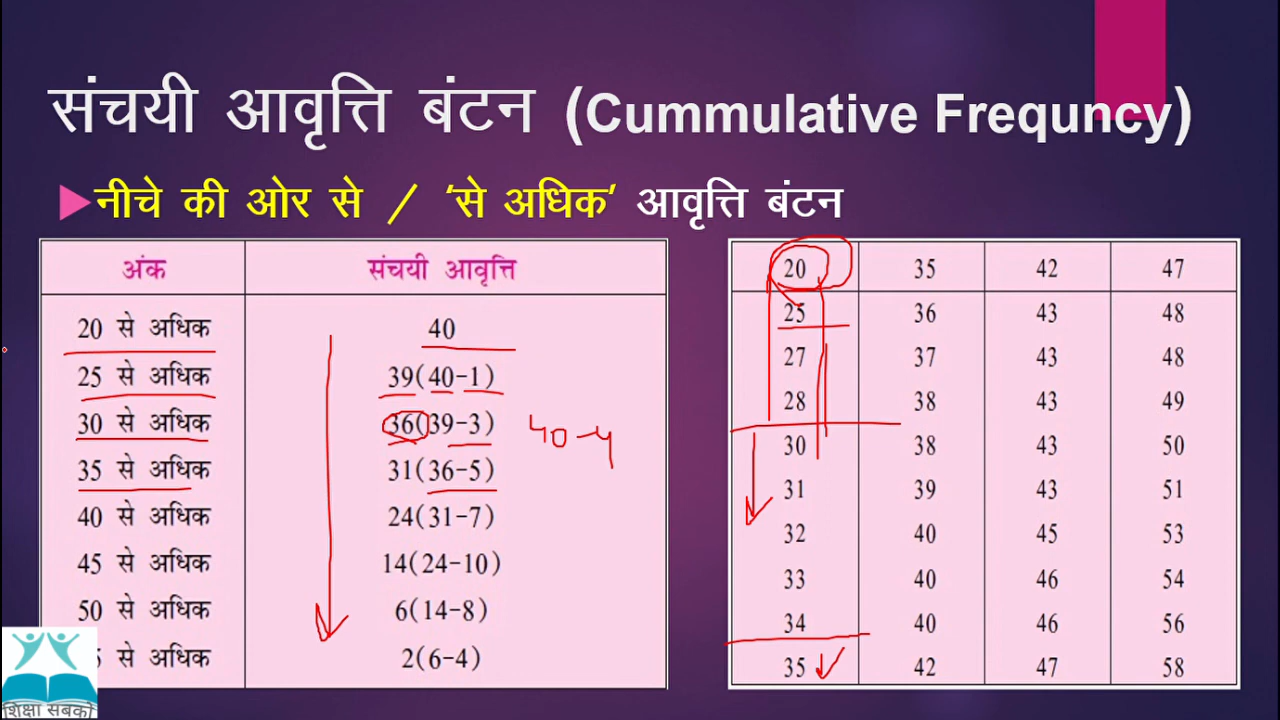 संचयी आवृत्ति बंटन (Cummulative Frequncy)
नीचे की ओर से / 'से अधिक' आवृत्ति बंटन
अंक संचयी आवृत्ति
20 से अधिक 40
25 से अधिक 39(40-1)
30 से अधिक 36(39-3) 40-4
35 से अधिक 31(36-5)
40 से अधिक 24(31-7)
45 से अधिक 14(24-10)
50 से अधिक 6(14-8)
से अधिक 2(6-4)
20 35 42 47
25 36 43 48
27 37 43 48
28 38 43 49
30 38 43 50
31 39 43 51
32 40 45 53
33 40 46 54
34 40 46 56
35 42 47 58
शिक्षा सबको